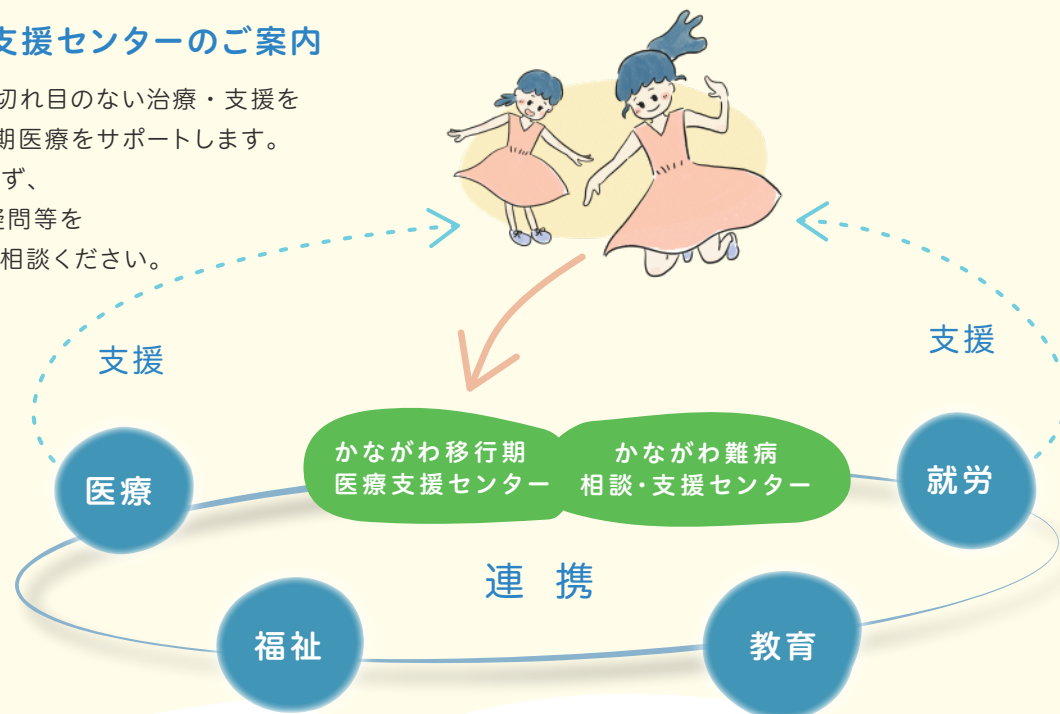 支援センターのご案内
切れ目のない治療・支援を
期医療をサポートします。
ず、
疑問等を
相談ください。
支援
支援
かながわ移行期
医療支援センター
かながわ難病
相談・支援センター
医療
就労
連携
福祉
教育